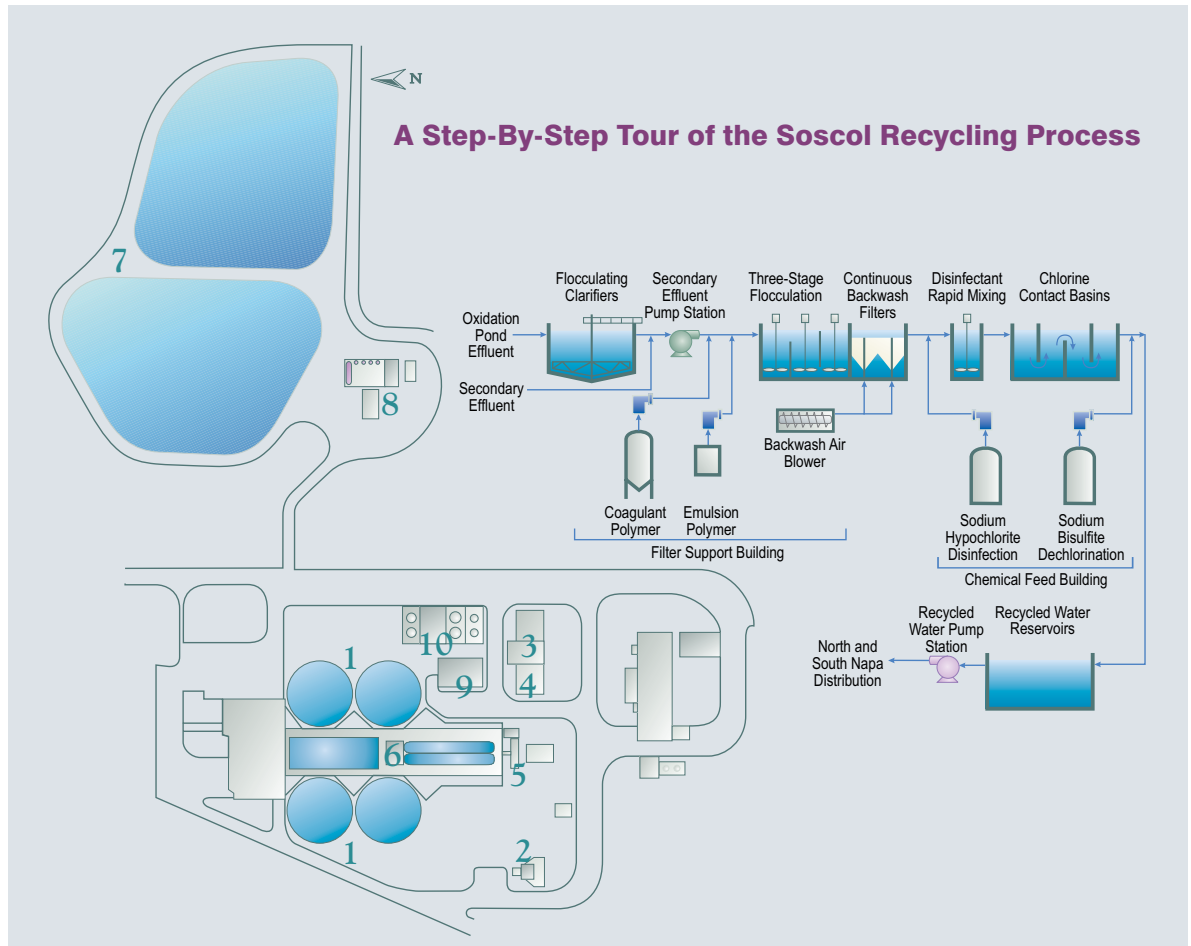 N
A Step-By-Step Tour of the Soscol Recycling Process
7
8
Flocculating
Clarifiers
Secondary
Effluent
Pump Station
Three-Stage
Flocculation
Continuous
Backwash
Filters
Disinfectant
Rapid Mixing
Chlorine
Contact Basins
Oxidation
Pond
Effluent
Secondary
Effluent
Backwash Air
Blower
Coagulant
Polymer
Emulsion
Polymer
Filter Support Building
Sodium
Hypochlorite
Disinfection
Sodium
Bisulfite
Dechlorination
Chemical Feed Building
North and
South Napa
Distribution
Recycled
Water Pump
Station
Recycled Water
Reservoirs
10
3
1
9
4
6
5
1
2